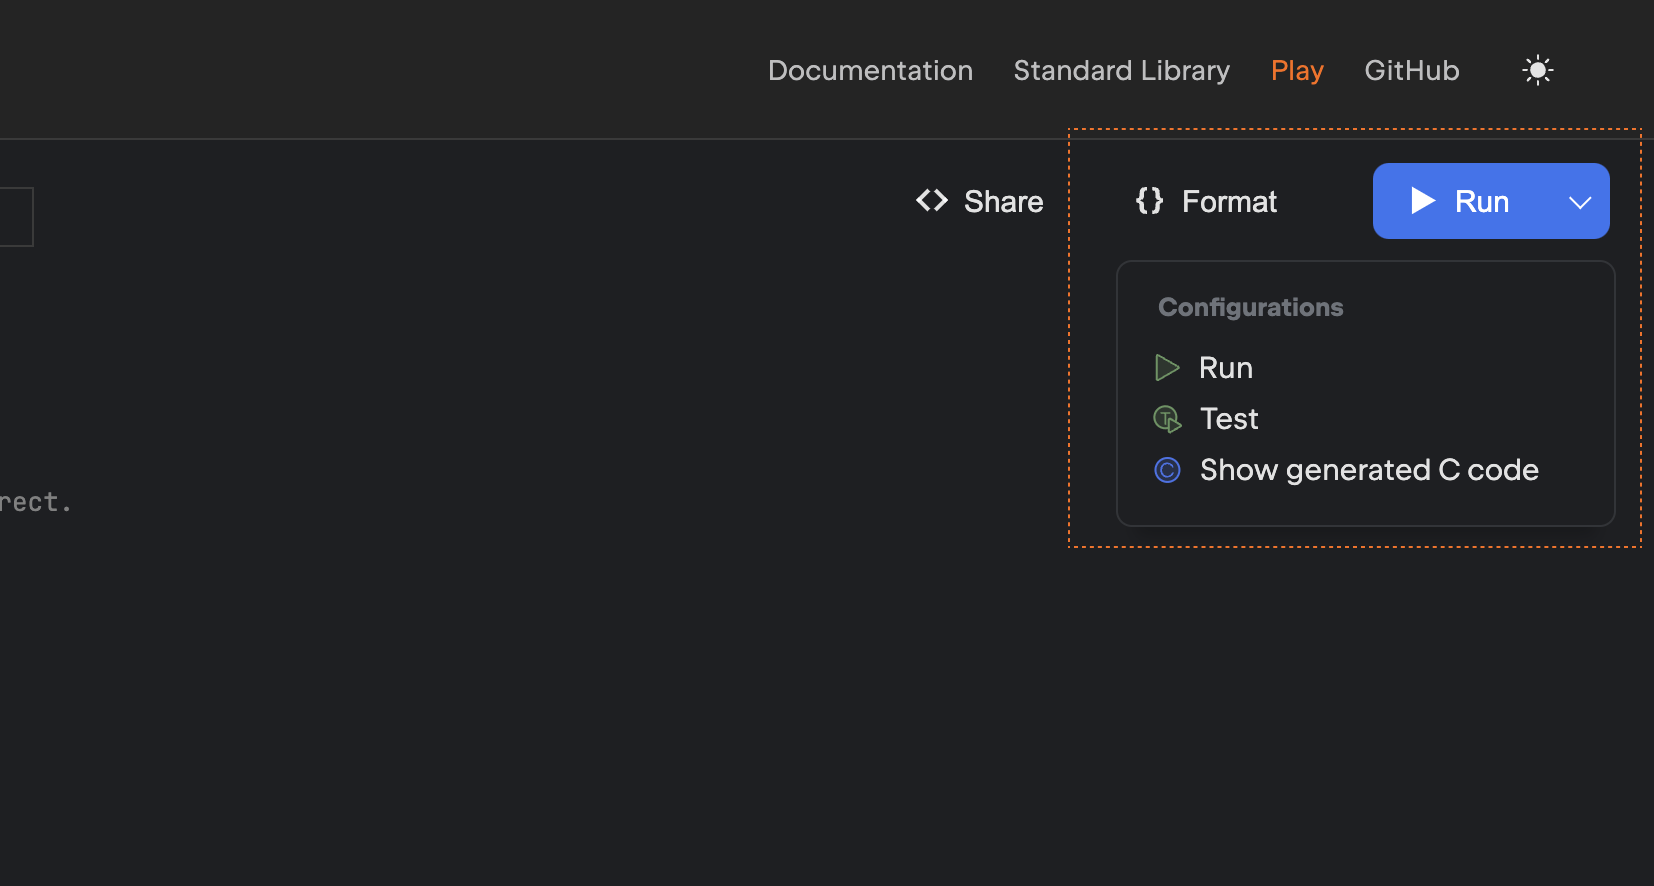 Documentation Standard Library Play GitHub
<> Share {} Format Run
Configurations
Run
Test
Show generated C code
rect.